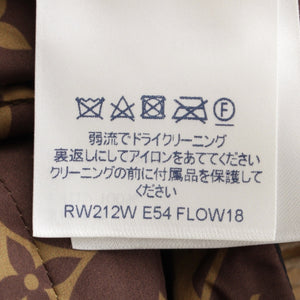 F
弱流でドライクリーニング
裏返しにしてアイロンをあててください
クリーニングの前に付属品を保護して
ください
RW212W E54 FLOW18